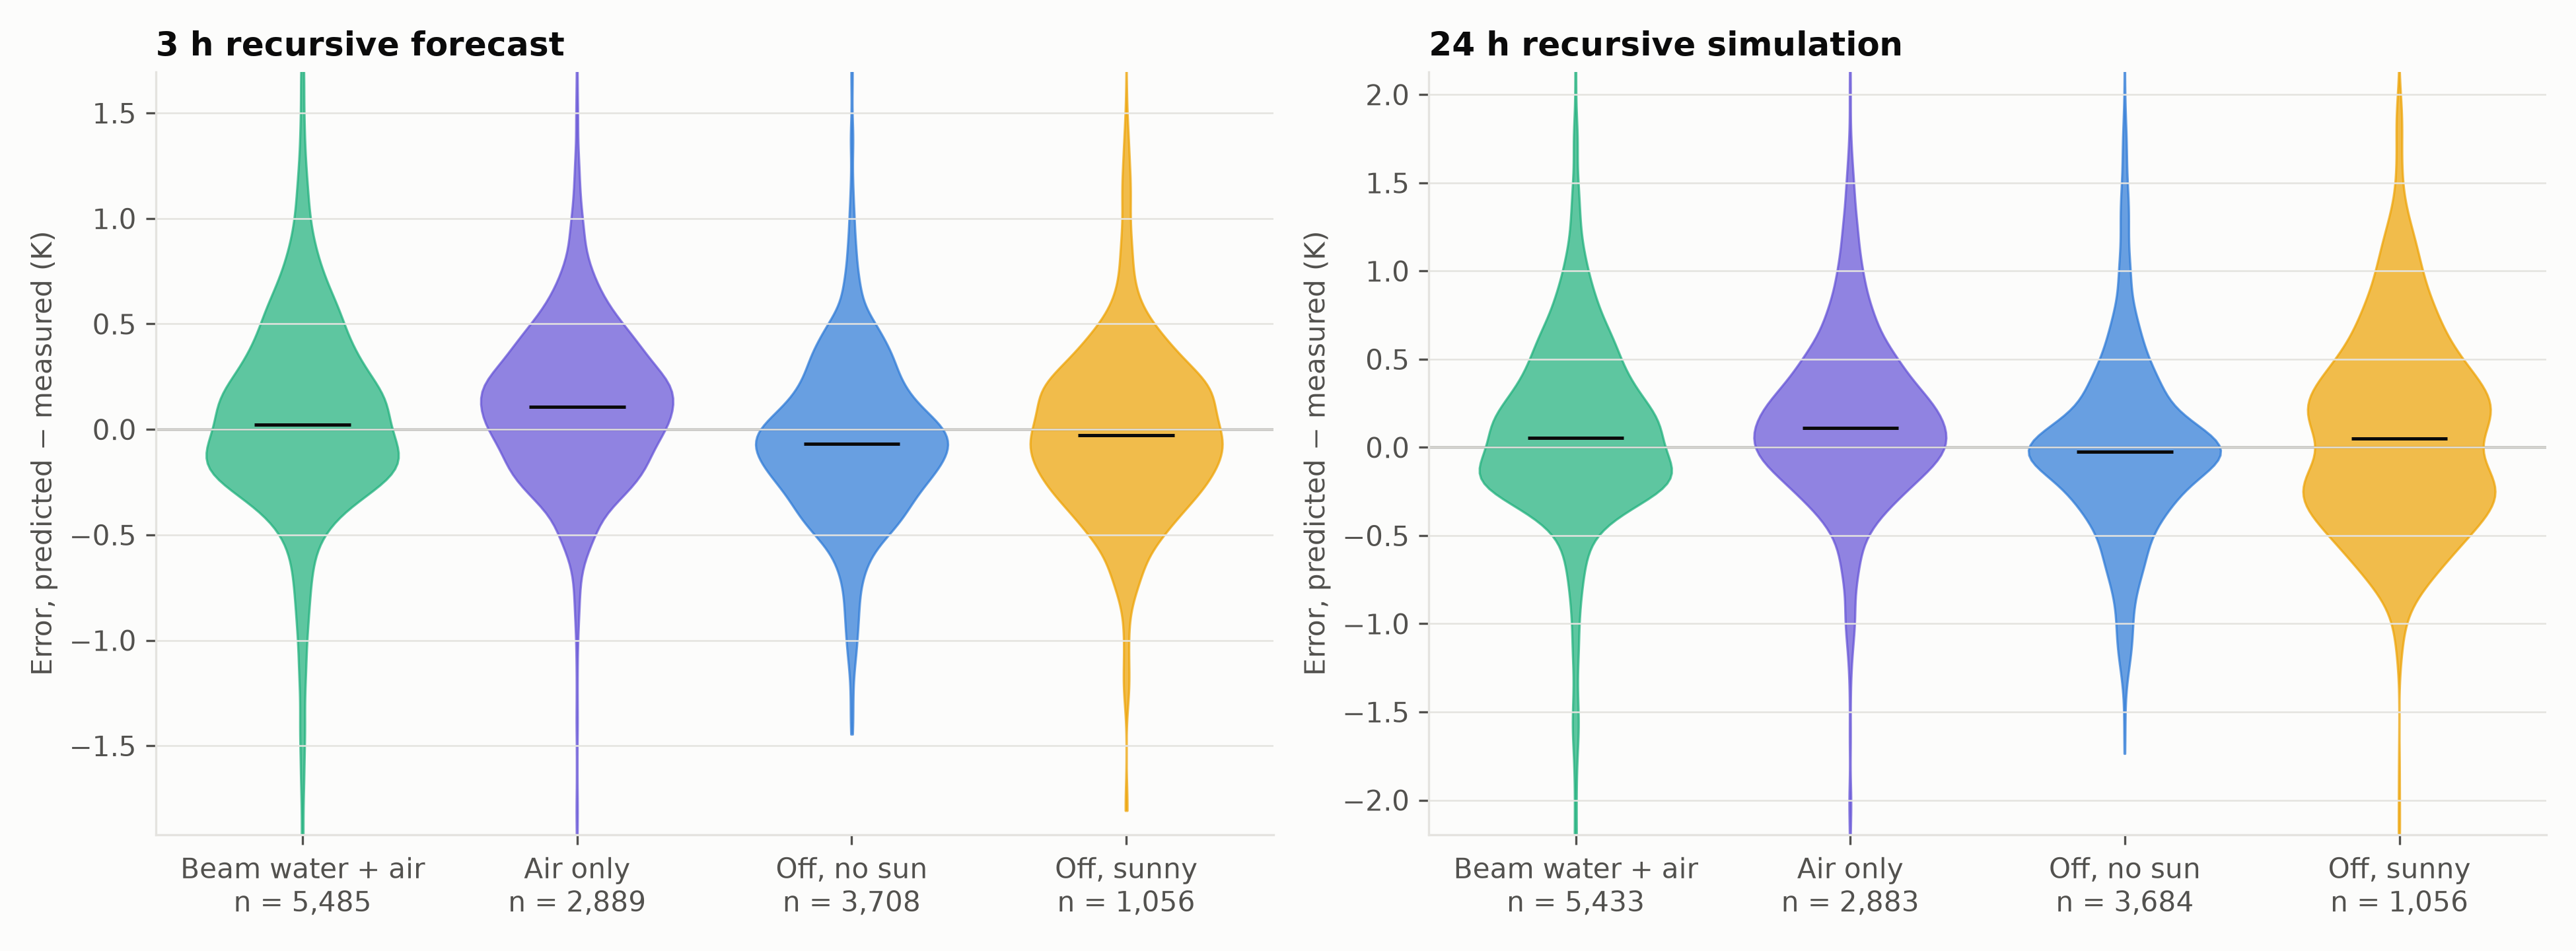 3 h recursive forecast
Error, predicted − measured (K)
1.5
1.0
0.5
0.0
−0.5
−1.0
−1.5
Beam water + air
n = 5,485
Air only
n = 2,889
Off, no sun
n = 3,708
Off, sunny
n = 1,056
24 h recursive simulation
Error, predicted − measured (K)
2.0
1.5
1.0
0.5
0.0
−0.5
−1.0
−1.5
−2.0
Beam water + air
n = 5,433
Air only
n = 2,883
Off, no sun
n = 3,684
Off, sunny
n = 1,056